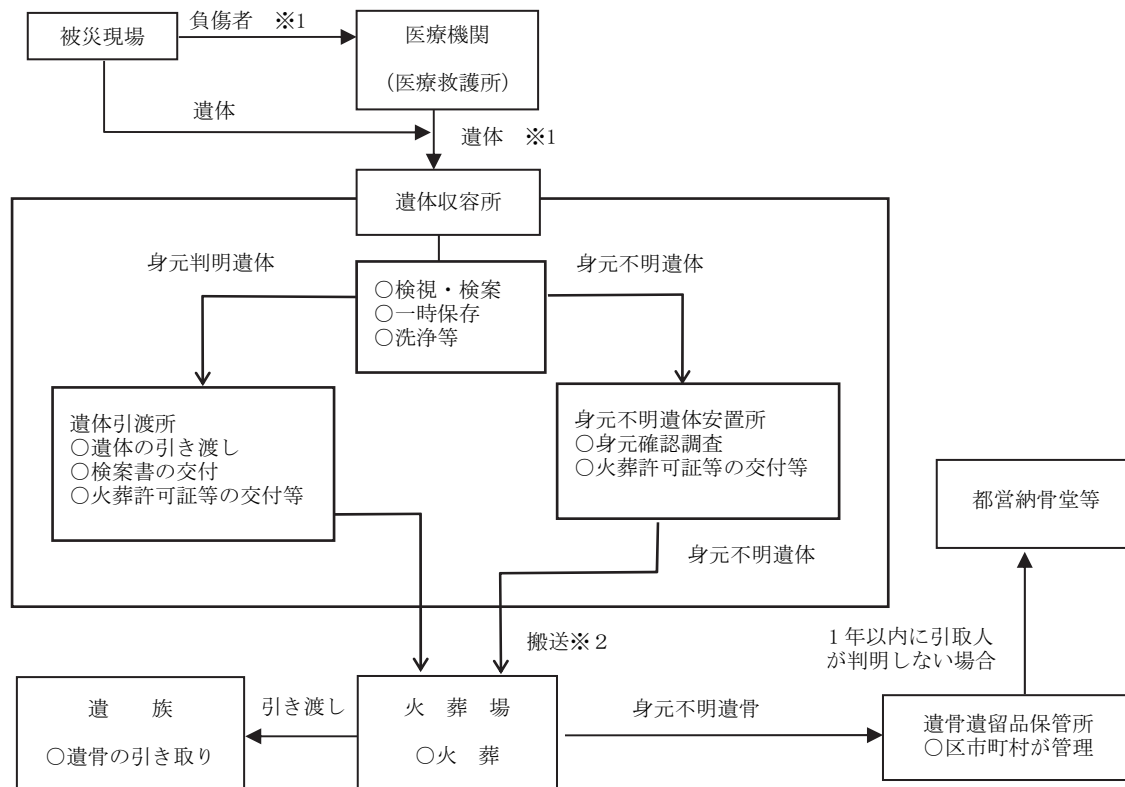 被災現場
負傷者 ※1
医療機関
（医療救護所）
遺体
遺体 ※1
遺体収容所
身元判明遺体
身元不明遺体
○検視・検案
○一時保存
○洗浄等
遺体引渡所
○遺体の引き渡し
○検案書の交付
○火葬許可証等の交付等
身元不明遺体安置所
○身元確認調査
○火葬許可証等の交付等
都営納骨堂等
身元不明遺体
搬送※２
１年以内に引取人
が判明しない場合
遺　族
○遺骨の引き取り
引き渡し
火 葬 場
○火 葬
身元不明遺骨
遺骨遺留品保管所
○区市町村が管理